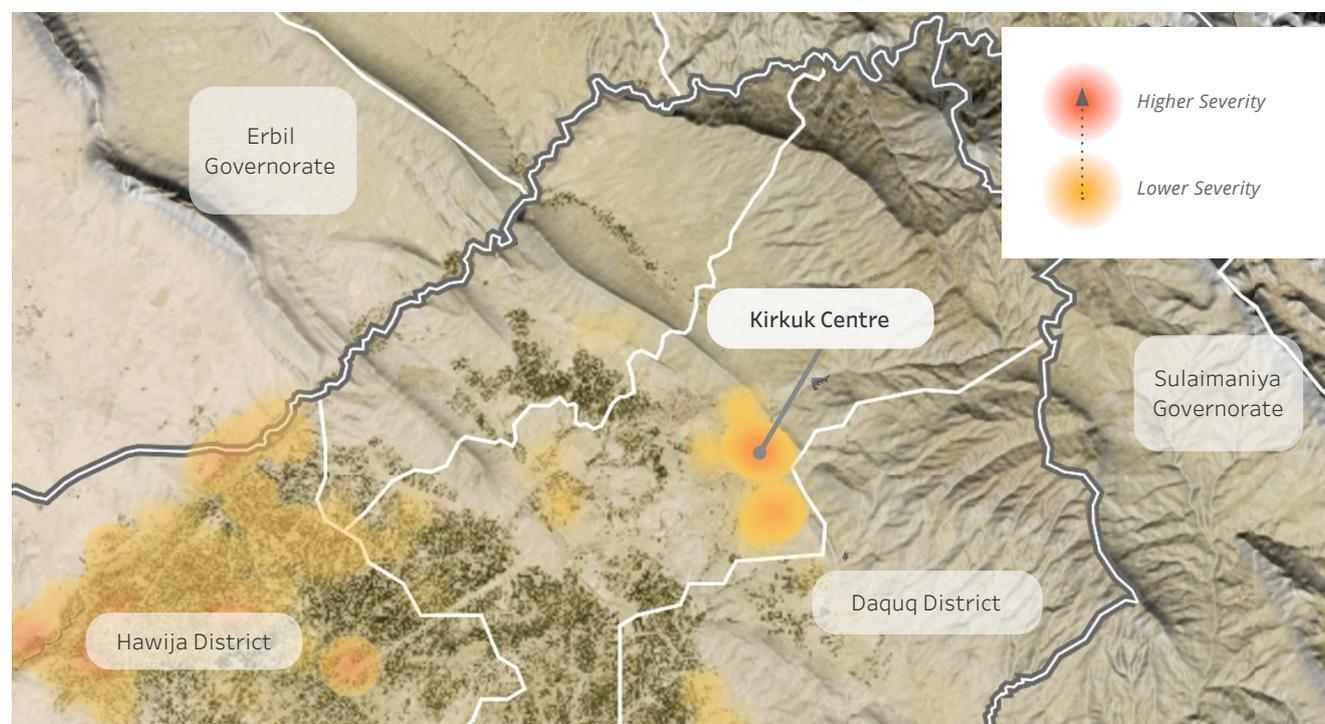 Erbil
Governorate
Higher Severity
Lower Severity
Kirkuk Centre
Sulaimaniya
Governorate
Daquq District
Hawija District